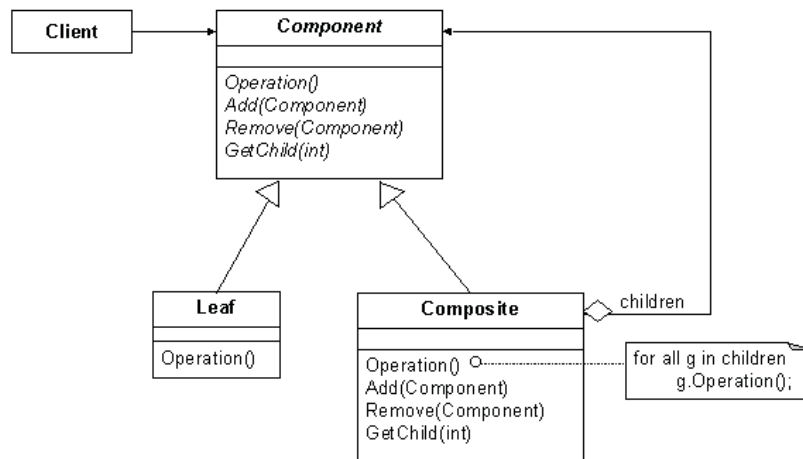 Client
Component
Operation()
Add(Component)
Remove(Component)
GetChild(int)
Leaf
Operation()
Composite
Operation()
Add(Component)
Remove(Component)
GetChild(int)
children
for all g in children
g.Operation();